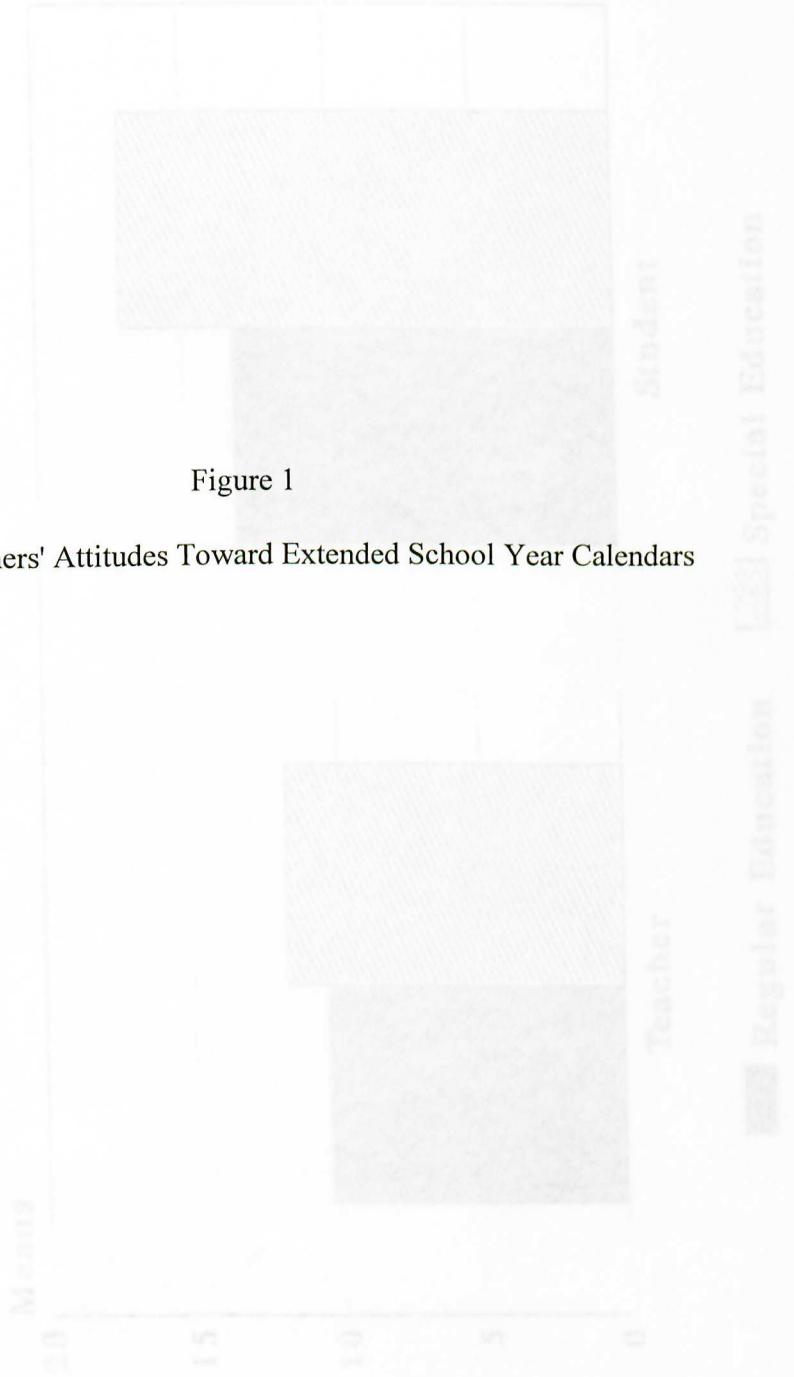 Figure 1
ers' Attitudes Toward Extended School Year Calendars
Means
20
15
10
5
0
Teacher
Student
Regular Education
Special Education